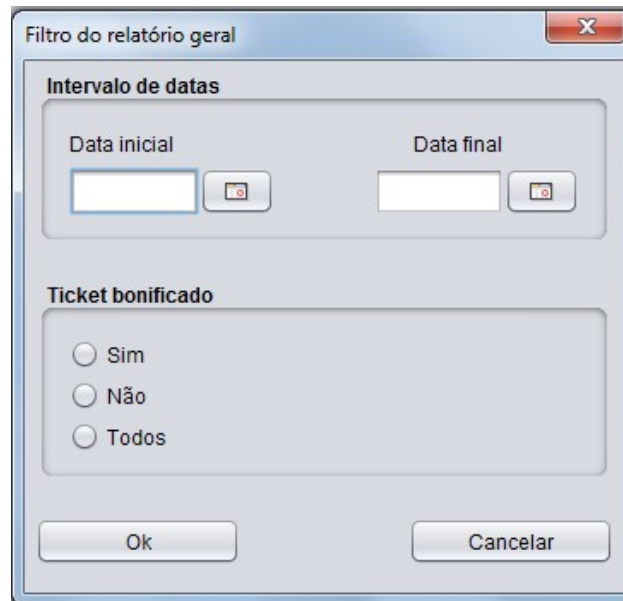 Filtro do relatório geral
Intervalo de datas
Data inicial Data final
Ticket bonificado
Sim
Não
Todos
Ok Cancelar